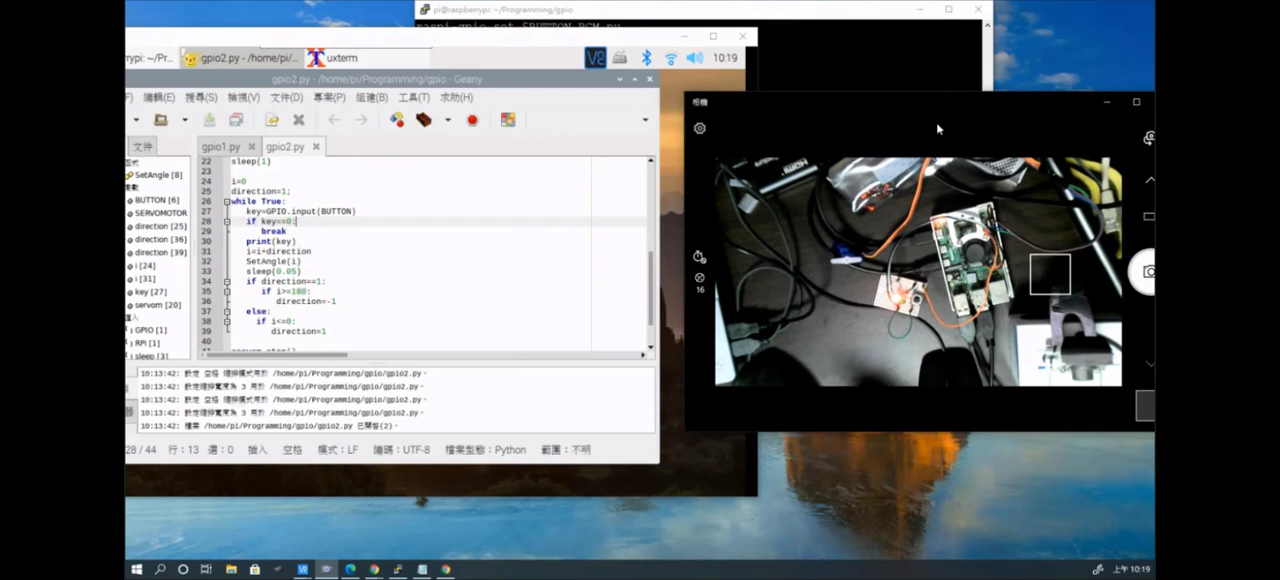 pi@raspberrypi: ~/Programming/gpio
rrypi: ~/Pr...
gpio2.py - /home/pi/...
uxterm
10:19
gpio2.py - /home/pi/Programming/gpio - Geany
編輯(E) 搜尋(S) 檢視(V) 文件(D) 專案(P) 組建(B) 工具(T) 求助(H)
文件
gpio1.py
gpio2.py
SetAngle [8]
BUTTON [6]
SERVOMOTOR
direction [25]
direction [36]
direction [39]
i [24]
i [31]
key [27]
servom [20]
GPIO [1]
RPi [1]
sleep [3]
22 sleep(1)
23
24 i=0
25 direction=1;
26 while True:
27 key=GPIO.input(BUTTON)
28 if key==0:
29 break
30 print(key)
31 i=i+direction
32 SetAngle(i)
33 sleep(0.05)
34 if direction==1:
35 if i>=180:
36 direction=-1
37 else:
38 if i<=0:
39 direction=1
40
10:13:42: 設定 空格 縮排模式用於 /home/pi/Programming/gpio/gpio2.py。
10:13:42: 設定縮排寬度為 3 用於 /home/pi/Programming/gpio/gpio2.py。
10:13:42: 設定 空格 縮排模式用於 /home/pi/Programming/gpio/gpio2.py。
10:13:42: 設定縮排寬度為 3 用於 /home/pi/Programming/gpio/gpio2.py。
10:13:42: 檔案 /home/pi/Programming/gpio/gpio2.py 已開啟(2)。
28 / 44 行：13 選：0 插入 空格 模式：LF 編碼：UTF-8 檔案型態：Python 範圍：不明
相機
16
上午 10:19